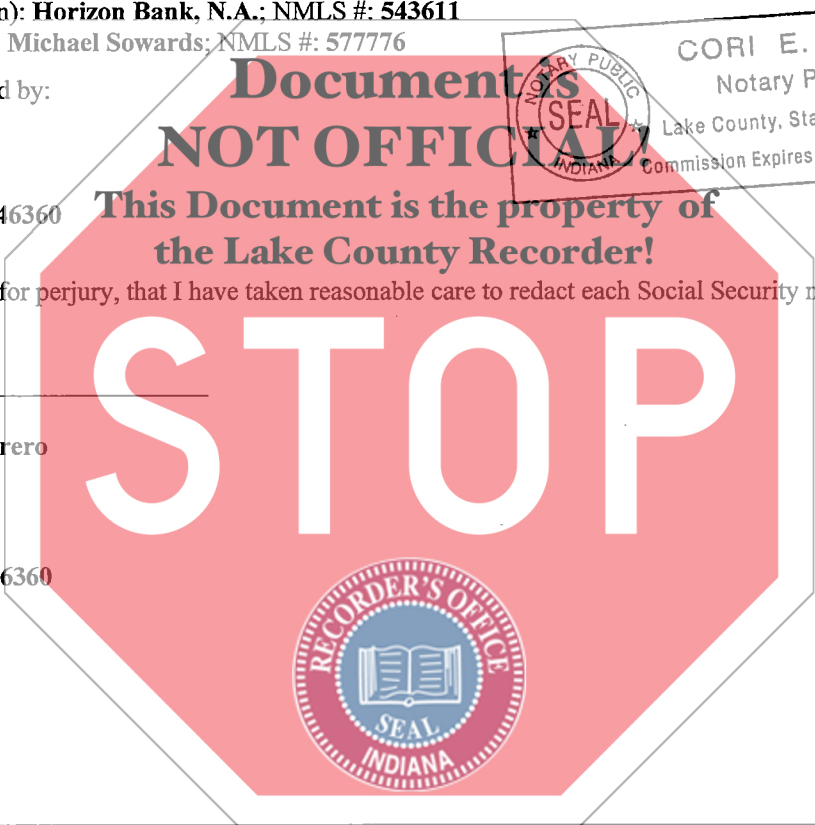 n): Horizon Bank, N.A.; NMLS #: 543611
Michael Sowards; NMLS #: 577776
d by:
CORI E.
Notary P
Lake County, Sta
Commission Expires
NOTARY PUBLIC
SEAL
INDIANA
Document is
NOT OFFICIAL!
46360
This Document is the property of
the Lake County Recorder!
for perjury, that I have taken reasonable care to redact each Social Security n
STOP
rero
6360
RECORDER'S OFFICE
SEAL
INDIANA